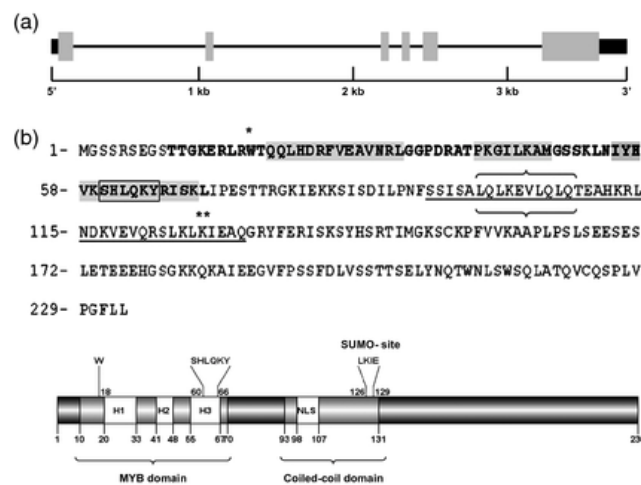 (a)
5' 1 kb 2 kb 3 kb 3'
(b)
*
1- MGSSRSEGSTTGKERLRWTQQLHDRFVEAVNRLGGPDRATPKGILKAMGSSKLNIYH
58- VKSHLQKYRISKLIPESTTRGKIEKKSISDILPNFSSISALQLKEVLQLQTEAHKRL
**
115- NDKVEVQRSLKLKIEAQGRYFERISKSYHSRTIMGKSCKPFVVKAAPLPSLSEESES
172- LETEEEHGSGKKQKAIEEGVFPSSFDLVSSTTSELYNQTWNLSWSQLATQVCQSPLV
229- PGFLL
SUMO-site
W SHLQKY LKIE
18 60 66 126 129
H1 H2 H3 NLS
1 10 20 33 41 48 55 67 70 93 98 107 131
MYB domain Coiled-coil domain